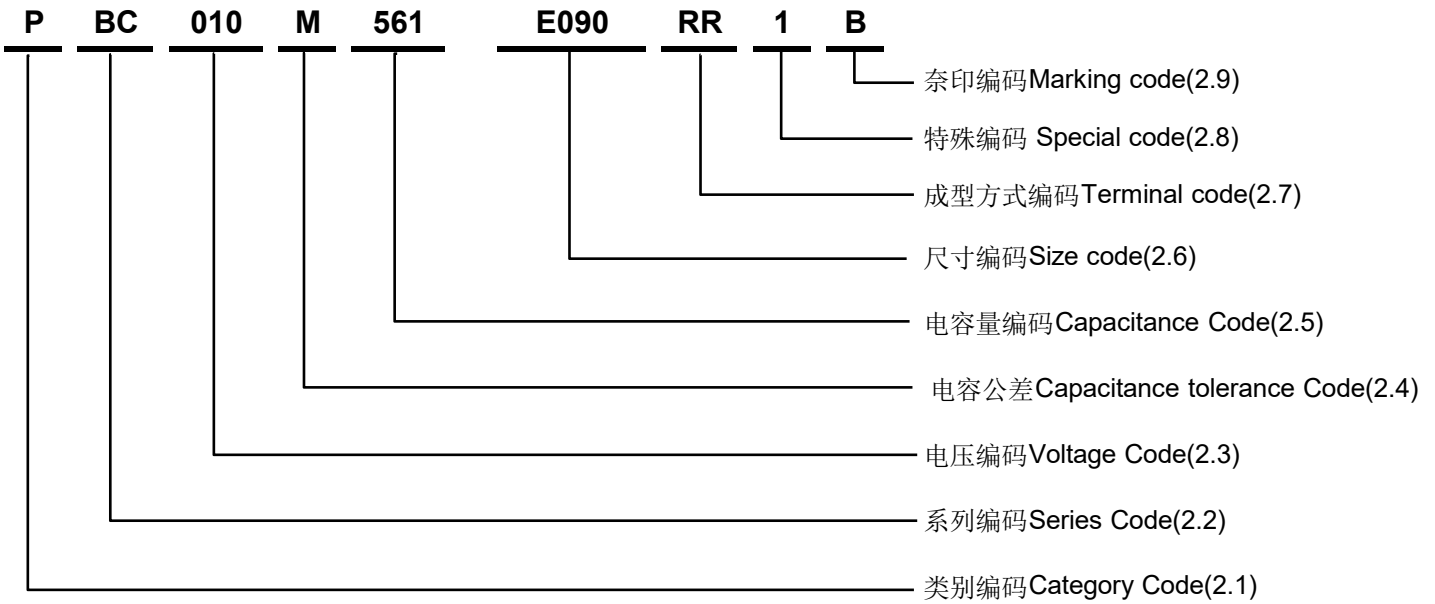 P BC 010 M 561 E090 RR 1 B
奈印编码Marking code(2.9)
特殊编码 Special code(2.8)
成型方式编码Terminal code(2.7)
尺寸编码Size code(2.6)
电容量编码Capacitance Code(2.5)
电容公差Capacitance tolerance Code(2.4)
电压编码Voltage Code(2.3)
系列编码Series Code(2.2)
类别编码Category Code(2.1)